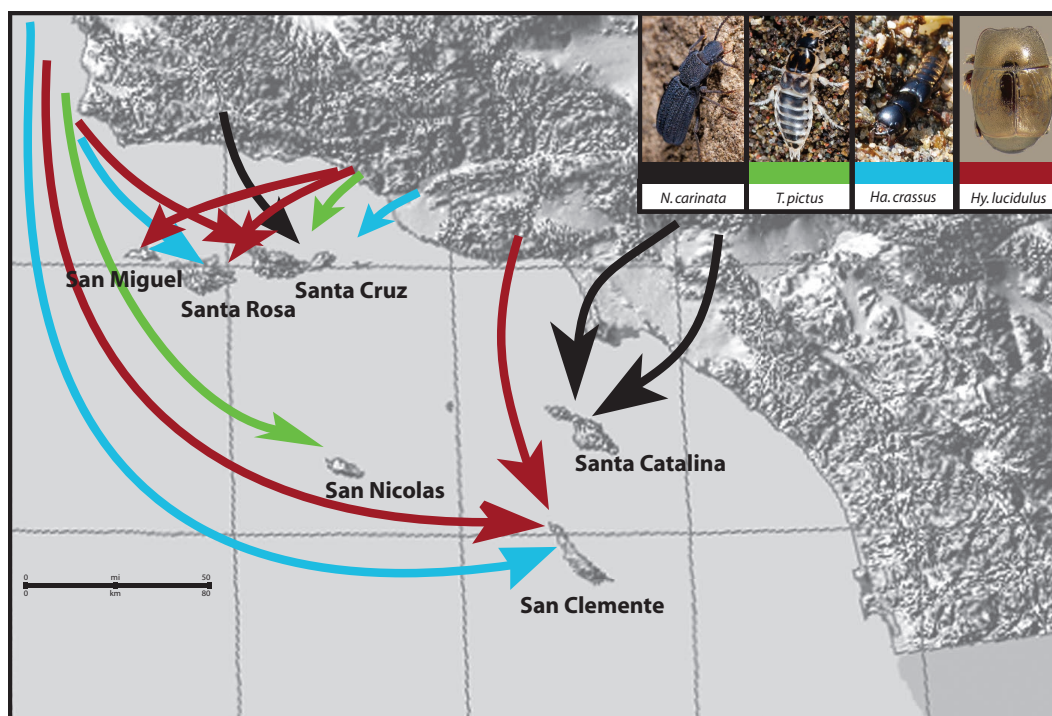 N. carinata
T. pictus
Ha. crassus
Hy. lucidulus
San Miguel
Santa Rosa
Santa Cruz
San Nicolas
Santa Catalina
San Clemente
0 mi 50
0 km 80